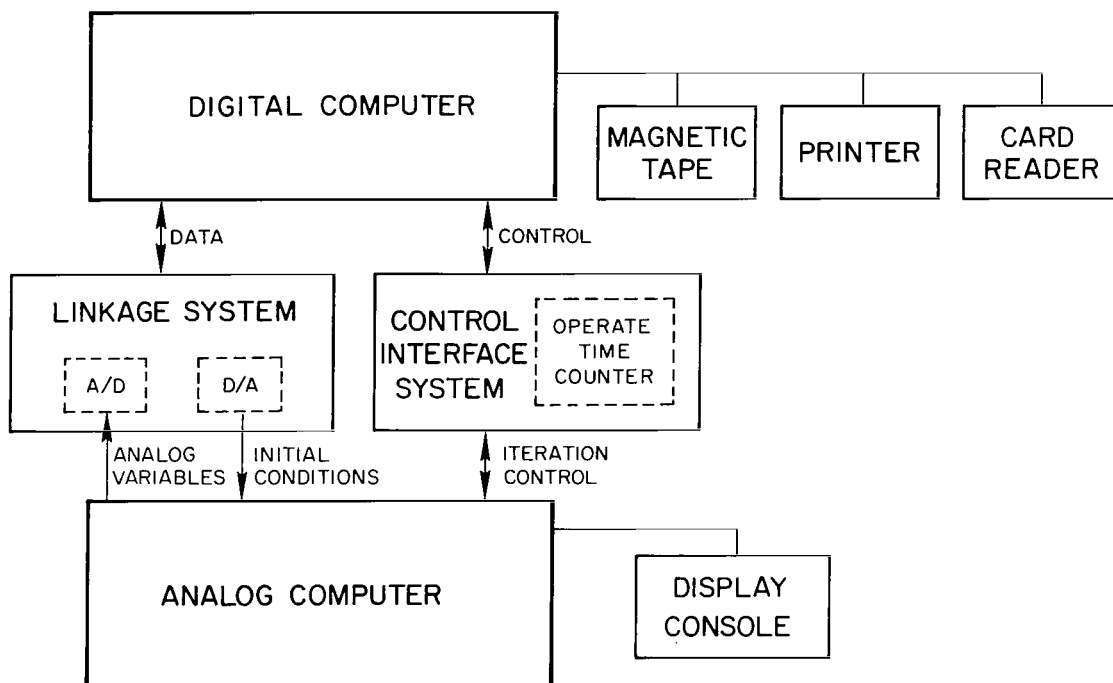 DIGITAL COMPUTER
MAGNETIC
TAPE
PRINTER
CARD
READER
DATA
CONTROL
LINKAGE SYSTEM
A/D
D/A
CONTROL
INTERFACE
SYSTEM
OPERATE
TIME
COUNTER
ANALOG
VARIABLES
INITIAL
CONDITIONS
ITERATION
CONTROL
ANALOG COMPUTER
DISPLAY
CONSOLE